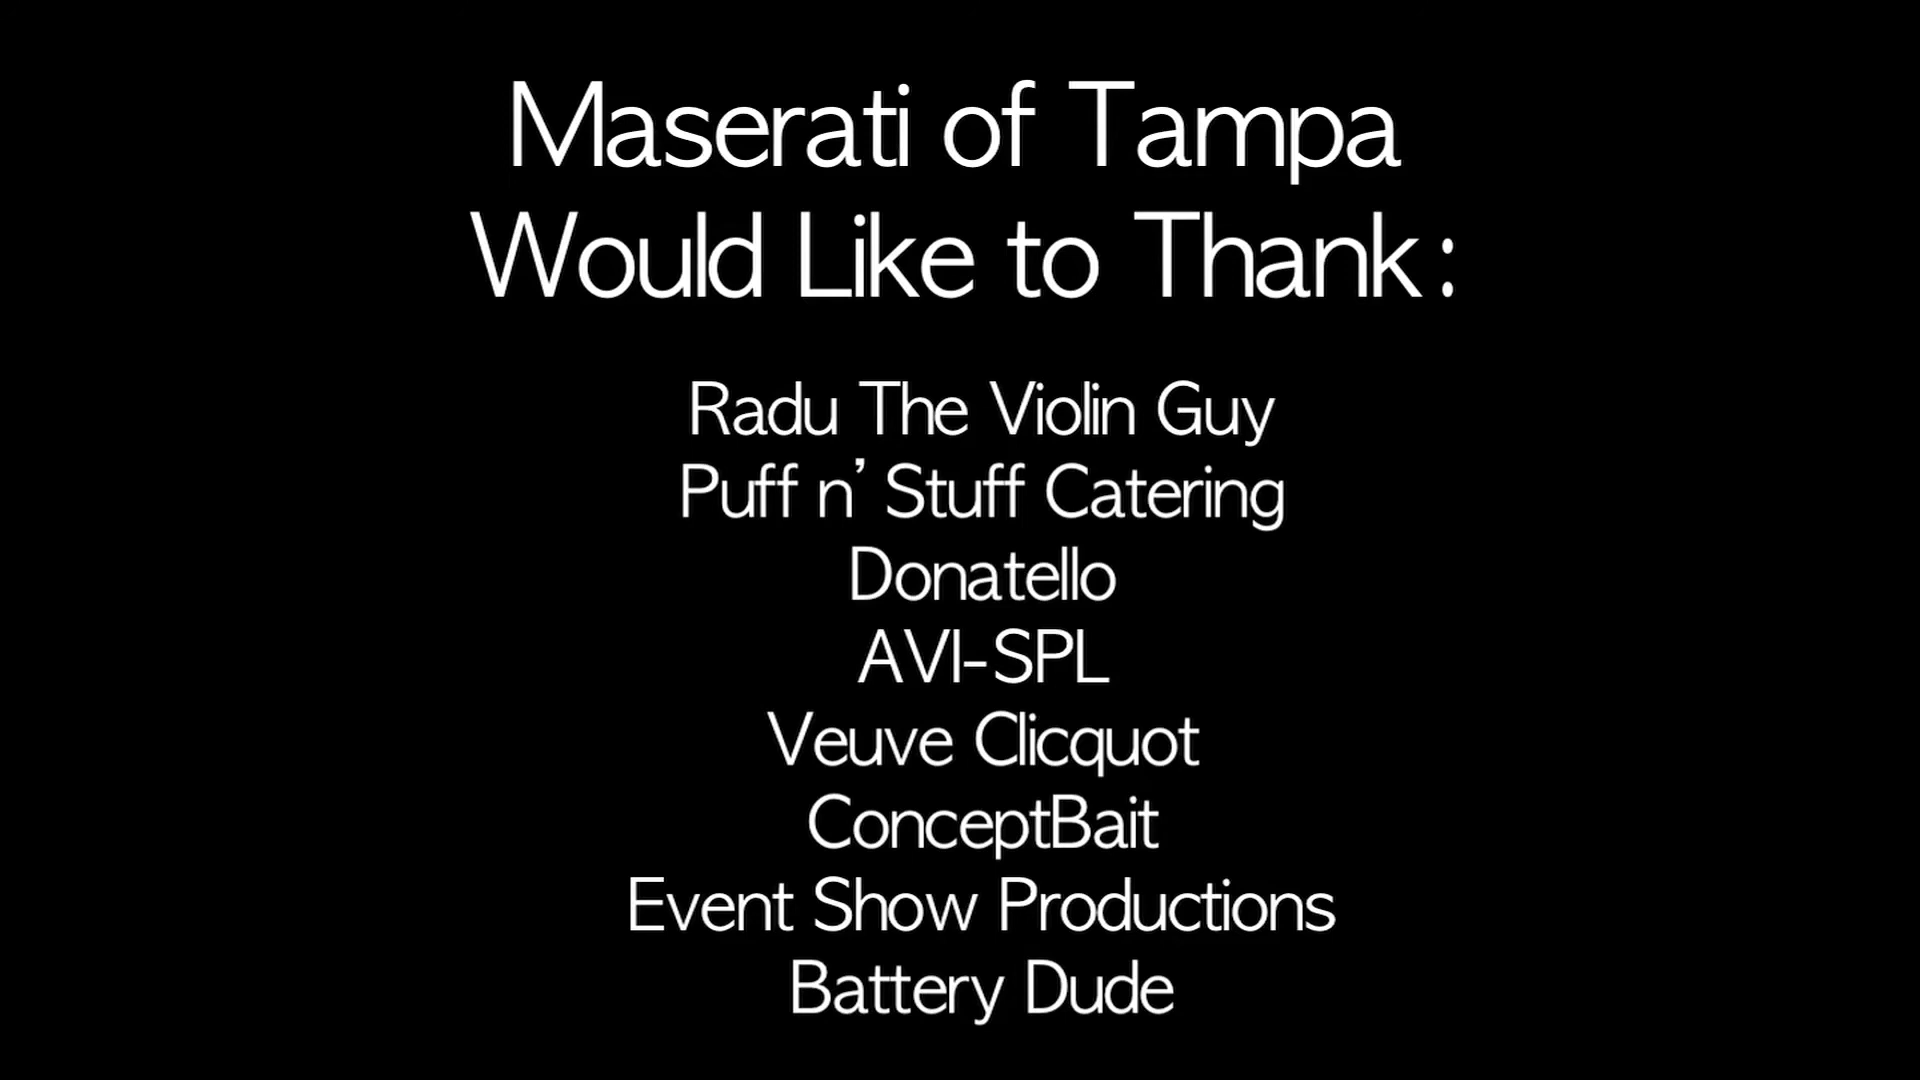 Maserati of Tampa
Would Like to Thank:
Radu The Violin Guy
Puff n’ Stuff Catering
Donatello
AVI-SPL
Veuve Clicquot
ConceptBait
Event Show Productions
Battery Dude